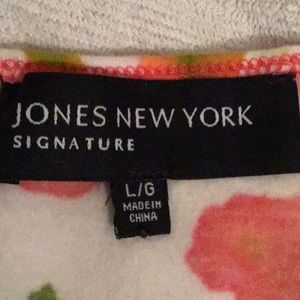 JONES NEW YORK
SIGNATURE
L/G
MADE IN
CHINA